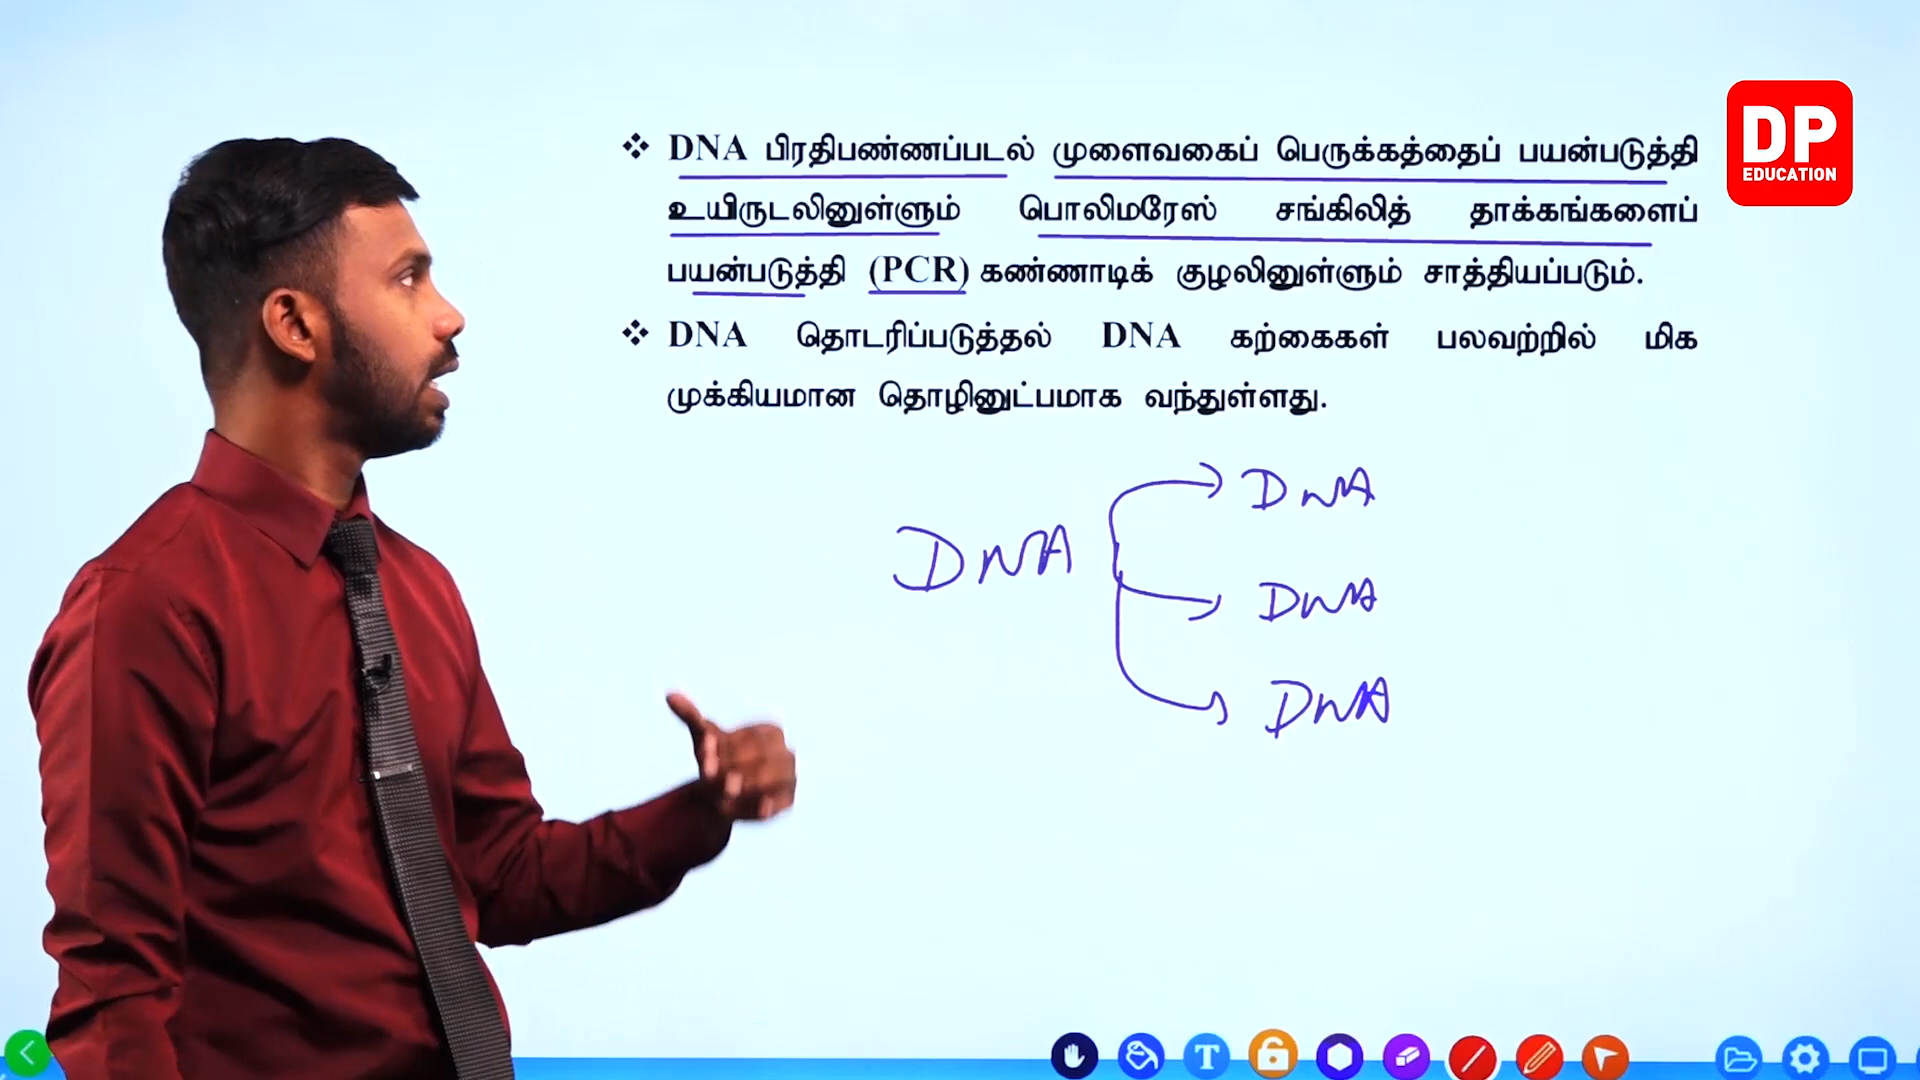 ❖ DNA பிரதிபண்ணப்படல் முளைவகைப் பெருக்கத்தைப் பயன்படுத்தி
உயிருடலினுள்ளும் பொலிமரேஸ் சங்கிலித் தாக்கங்களைப்
பயன்படுத்தி (PCR) கண்ணாடிக் குழலினுள்ளும் சாத்தியப்படும்.
❖ DNA தொடரிப்படுத்தல் DNA கற்கைகள் பலவற்றில் மிக
முக்கியமான தொழினுட்பமாக வந்துள்ளது.
DP
EDUCATION
DNA
DNA
DNA
DNA
T